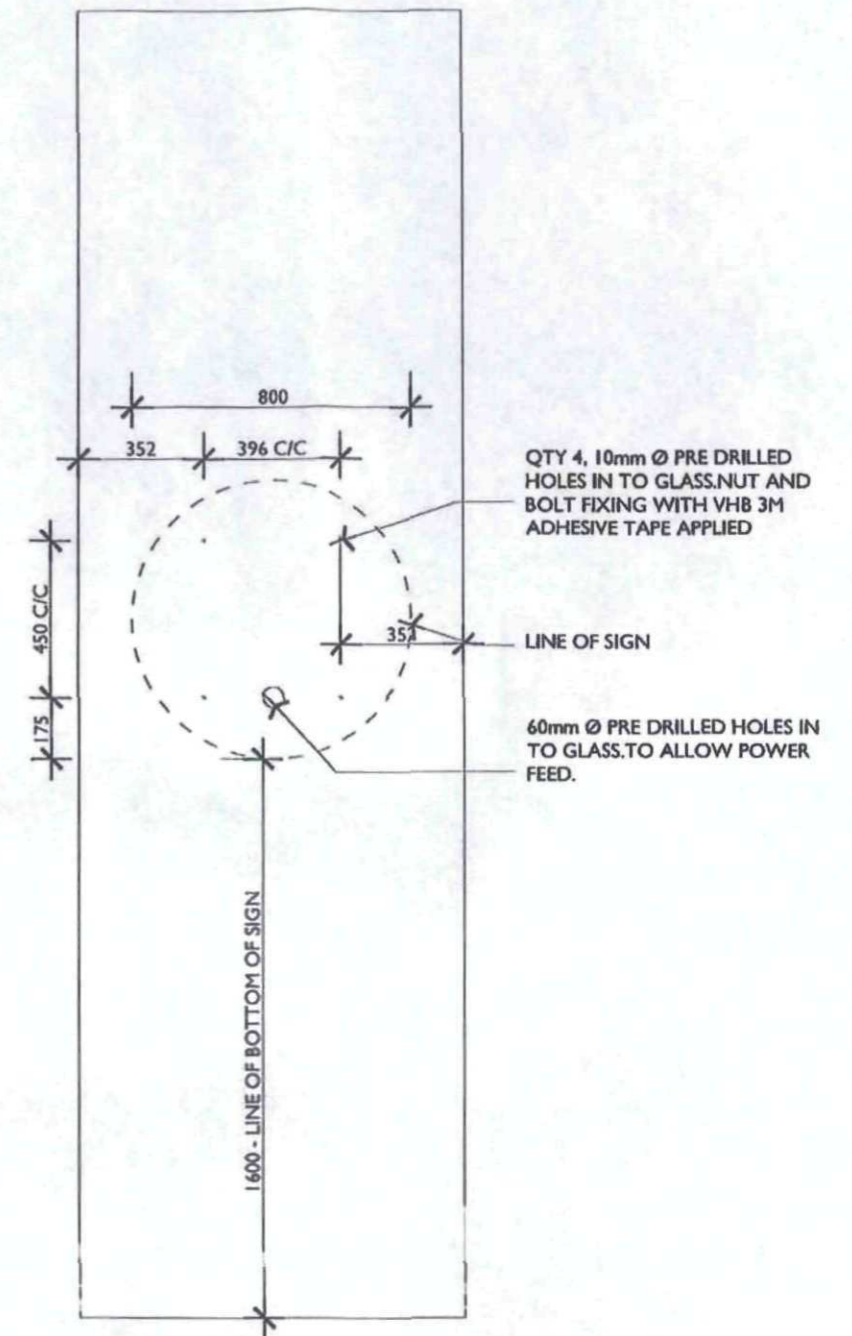 800
352
396 C/C
QTY 4, 10mm Ø PRE DRILLED
HOLES IN TO GLASS.NUT AND
BOLT FIXING WITH VHB 3M
ADHESIVE TAPE APPLIED
450 C/C
LINE OF SIGN
175
60mm Ø PRE DRILLED HOLES IN
TO GLASS.TO ALLOW POWER
FEED.
1600 - LINE OF BOTTOM OF SIGN